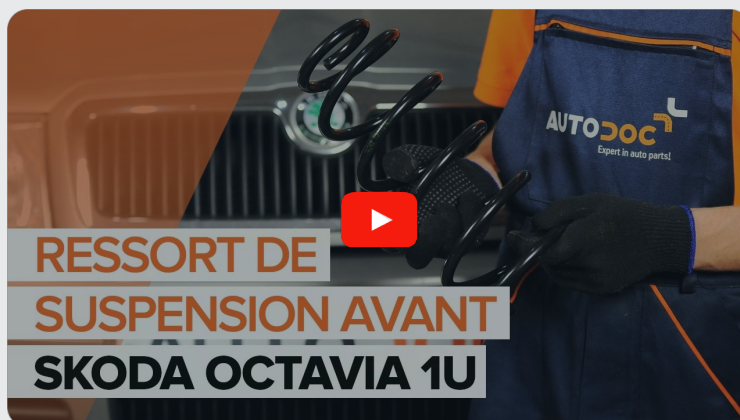 AUTODOC
Expert in auto parts!
RESSORT DE
SUSPENSION AVANT
SKODA OCTAVIA 1U